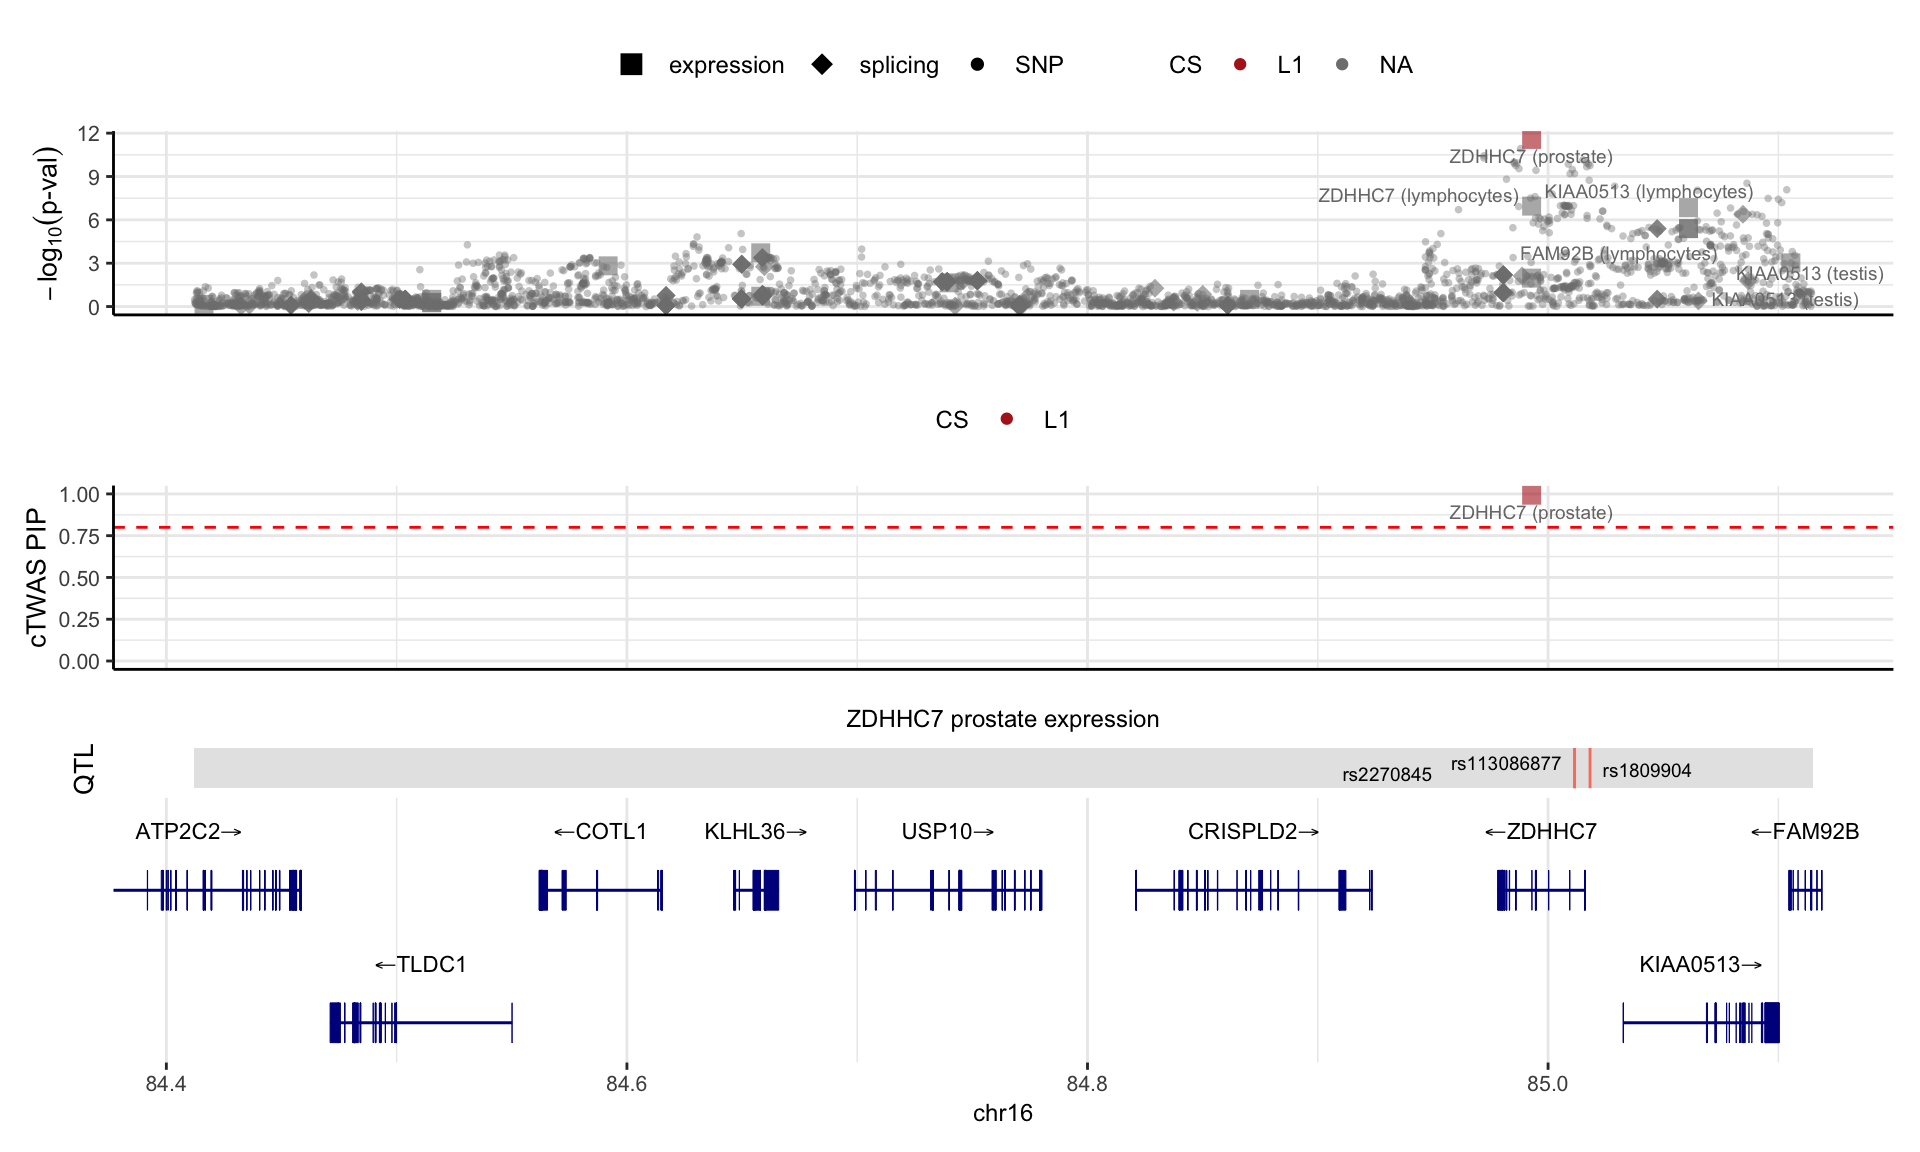 expression splicing SNP CS L1 NA
− log10(p-val)
12
9
6
3
0
ZDHHC7 (prostate)
ZDHHC7 (lymphocytes)
KIAA0513 (lymphocytes)
FAM92B (lymphocytes)
KIAA0513 (testis)
KIAA0513 (testis)
CS L1
cTWAS PIP
1.00
0.75
0.50
0.25
0.00
ZDHHC7 (prostate)
ZDHHC7 prostate expression
QTL
rs2270845
rs113086877
rs1809904
ATP2C2→
←COTL1
KLHL36→
USP10→
CRISPLD2→
←ZDHHC7
←FAM92B
←TLDC1
KIAA0513→
84.4 84.6 84.8 85.0
chr16